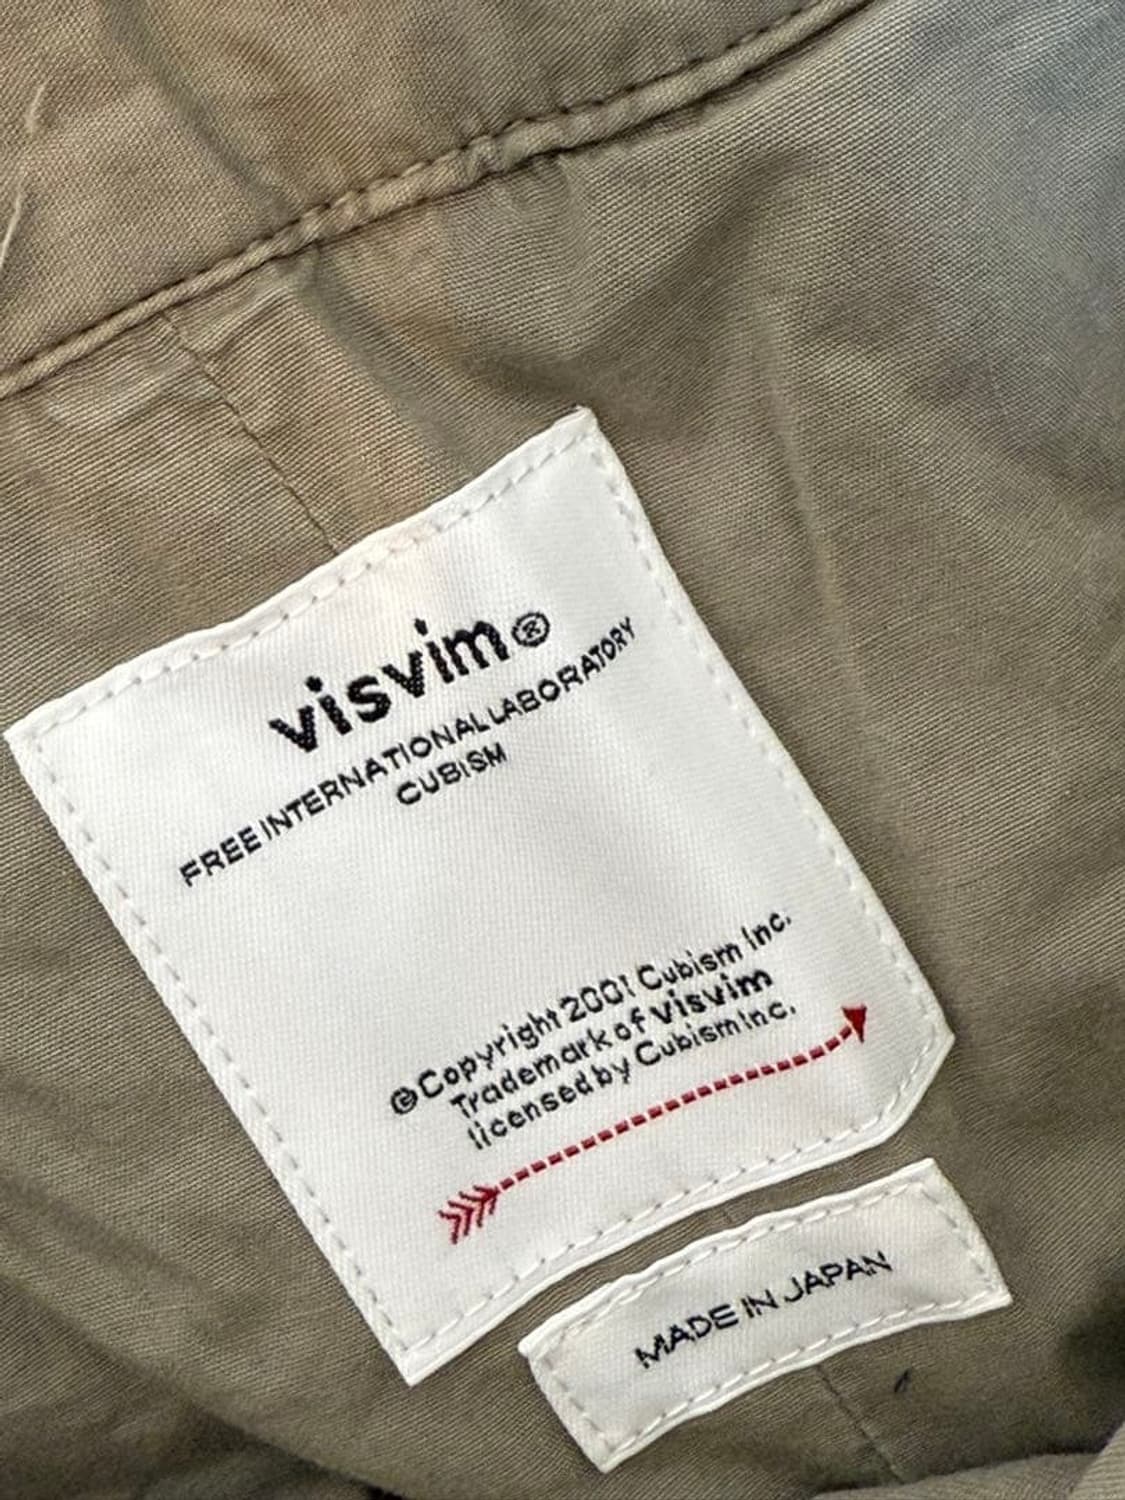 visvim®
FREE INTERNATIONAL LABORATORY
CUBISM
©Copyright 2001 Cubism Inc.
Trademark of visvim
licensed by Cubism Inc.
MADE IN JAPAN